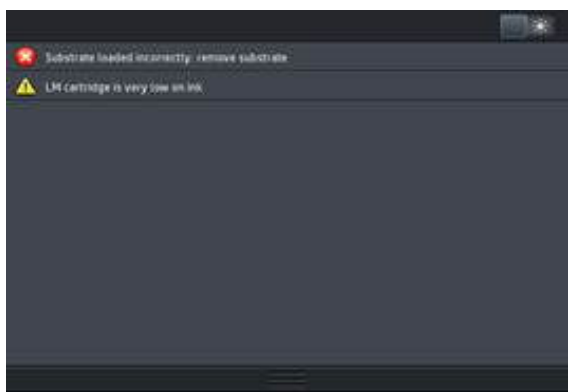 Substrate loaded incorrectly: remove substrate
LM cartridge is very low on ink